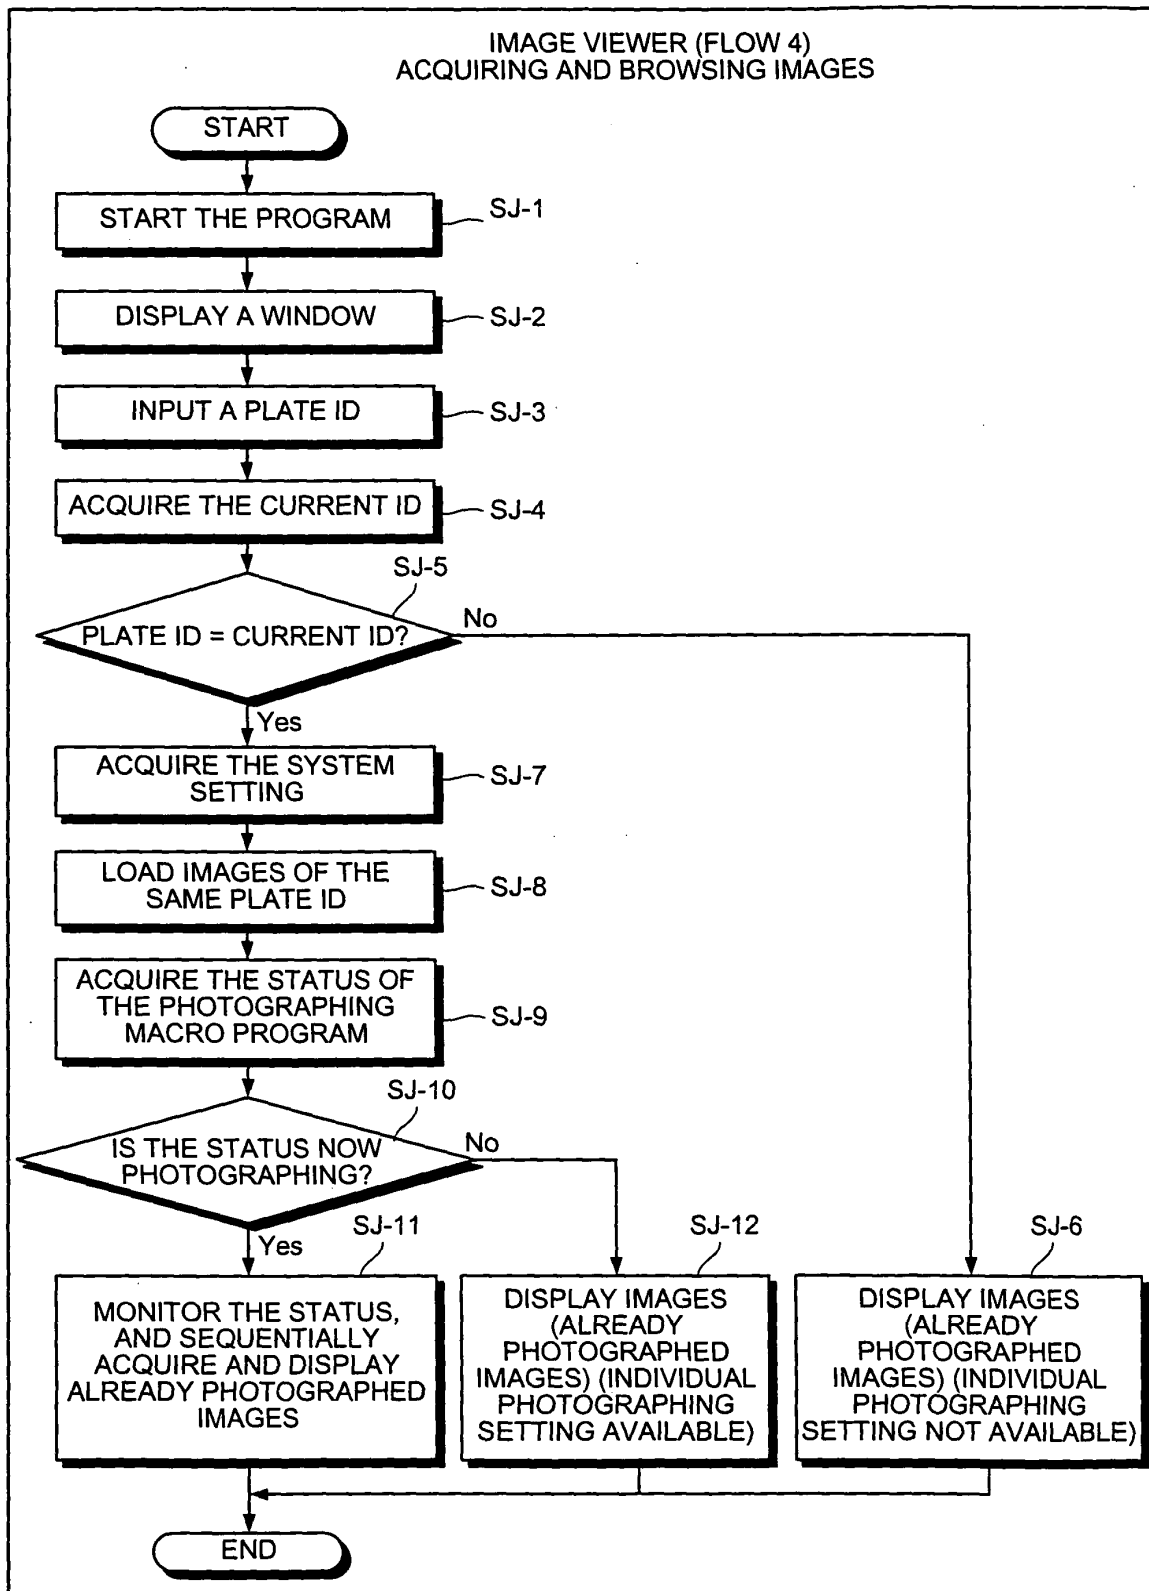 IMAGE VIEWER (FLOW 4)
ACQUIRING AND BROWSING IMAGES
START
START THE PROGRAM
SJ-1
DISPLAY A WINDOW
SJ-2
INPUT A PLATE ID
SJ-3
ACQUIRE THE CURRENT ID
SJ-4
SJ-5
PLATE ID = CURRENT ID?
No
Yes
ACQUIRE THE SYSTEM
SETTING
SJ-7
LOAD IMAGES OF THE
SAME PLATE ID
SJ-8
ACQUIRE THE STATUS OF
THE PHOTOGRAPHING
MACRO PROGRAM
SJ-9
SJ-10
IS THE STATUS NOW
PHOTOGRAPHING?
No
Yes
SJ-11
MONITOR THE STATUS,
AND SEQUENTIALLY
ACQUIRE AND DISPLAY
ALREADY PHOTOGRAPHED
IMAGES
SJ-12
DISPLAY IMAGES
(ALREADY
PHOTOGRAPHED
IMAGES) (INDIVIDUAL
PHOTOGRAPHING
SETTING AVAILABLE)
SJ-6
DISPLAY IMAGES
(ALREADY
PHOTOGRAPHED
IMAGES) (INDIVIDUAL
PHOTOGRAPHING
SETTING NOT AVAILABLE)
END